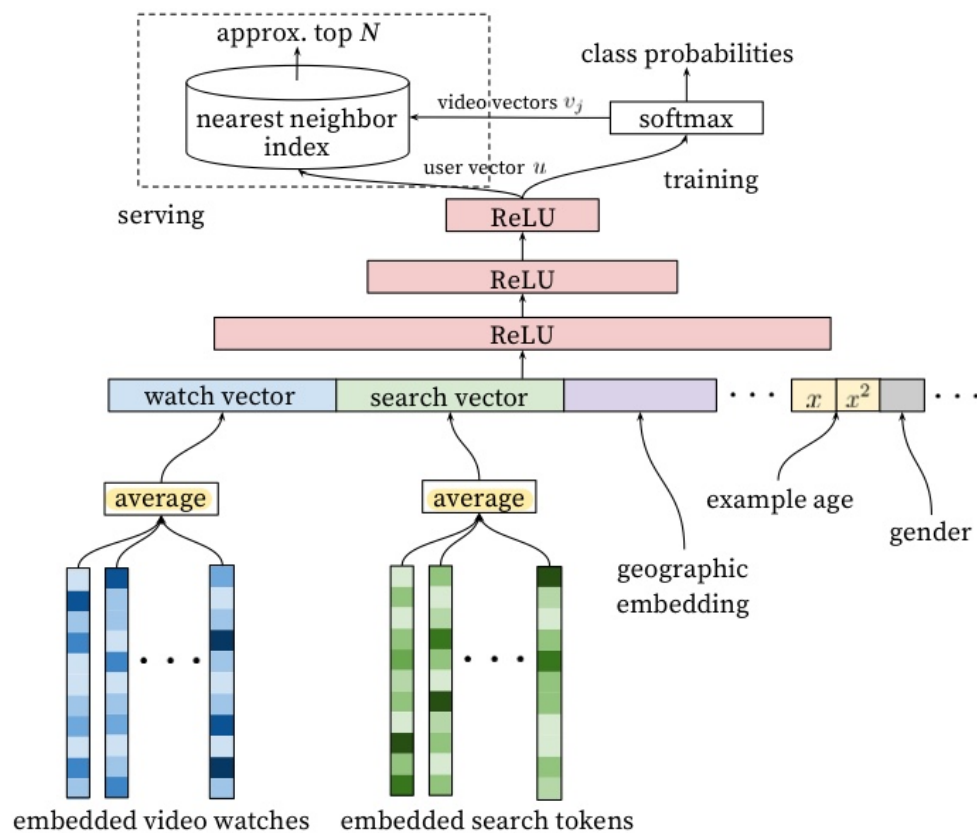 approx. top N
class probabilities
nearest neighbor
index
video vectors v_j
softmax
user vector u
training
serving
ReLU
ReLU
ReLU
watch vector
search vector
. . .
x
x²
. . .
average
average
example age
gender
geographic
embedding
. . .
. . .
embedded video watches
embedded search tokens